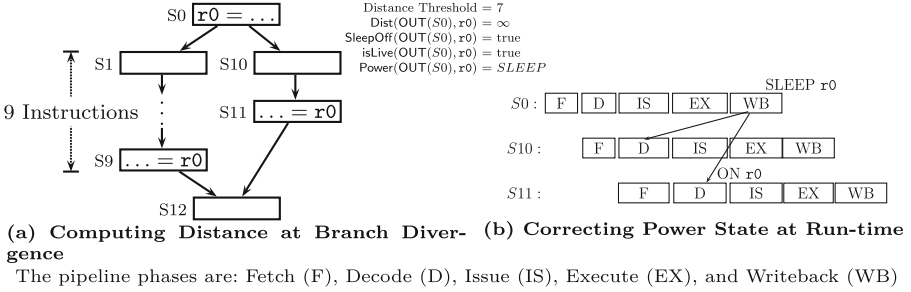 S0 r0 = ...
Distance Threshold = 7
Dist(OUT(S0), r0) = ∞
SleepOff(OUT(S0), r0) = true
isLive(OUT(S0), r0) = true
Power(OUT(S0), r0) = SLEEP
S1
S10
9 Instructions
S11 ... = r0
S9 ... = r0
S12
SLEEP r0
S0 : F D IS EX WB
S10 : F D IS EX WB
ON r0
S11 : F D IS EX WB
(a) Computing Distance at Branch Diver-
gence
(b) Correcting Power State at Run-time
The pipeline phases are: Fetch (F), Decode (D), Issue (IS), Execute (EX), and Writeback (WB)